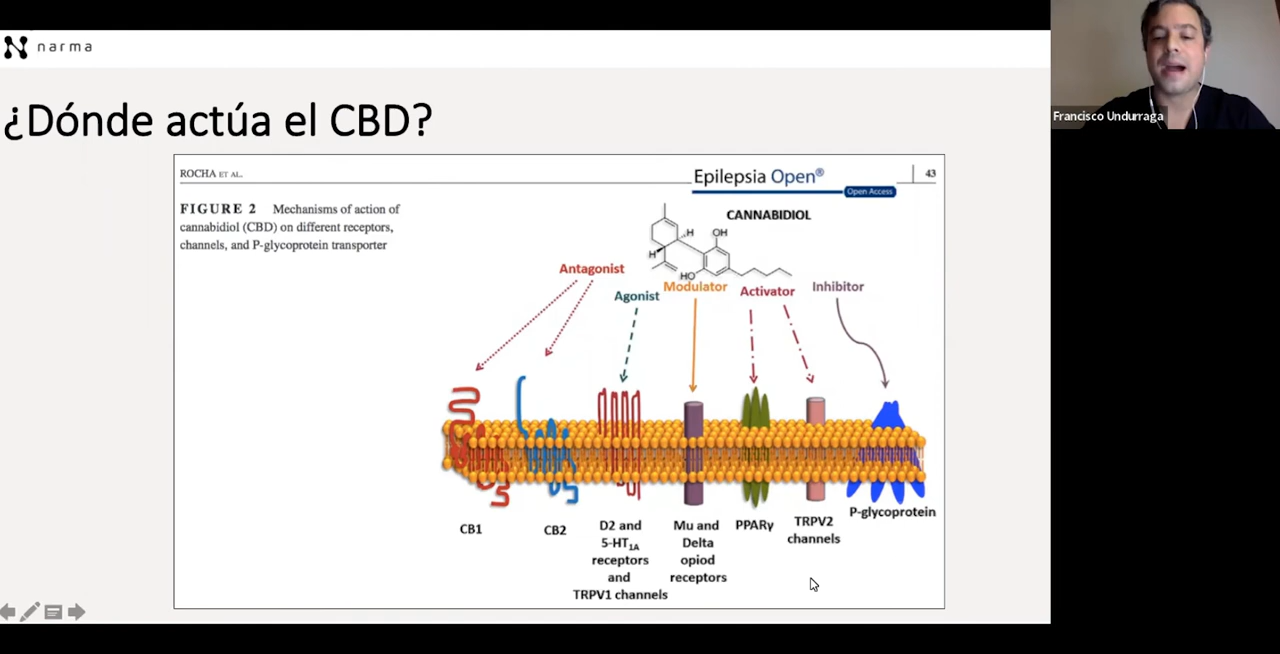 narma
¿Dónde actúa el CBD?
Francisco Undurraga
ROCHA ET AL.
Epilepsia Open®
43
Open Access
FIGURE 2 Mechanisms of action of
cannabidiol (CBD) on different receptors,
channels, and P-glycoprotein transporter
CANNABIDIOL
H
OH
H
HO
Antagonist
Agonist
Modulator
Activator
Inhibitor
CB1
CB2
D2 and
5-HT1A
receptors
and
TRPV1 channels
Mu and
Delta
opiod
receptors
PPARγ
TRPV2
channels
P-glycoprotein